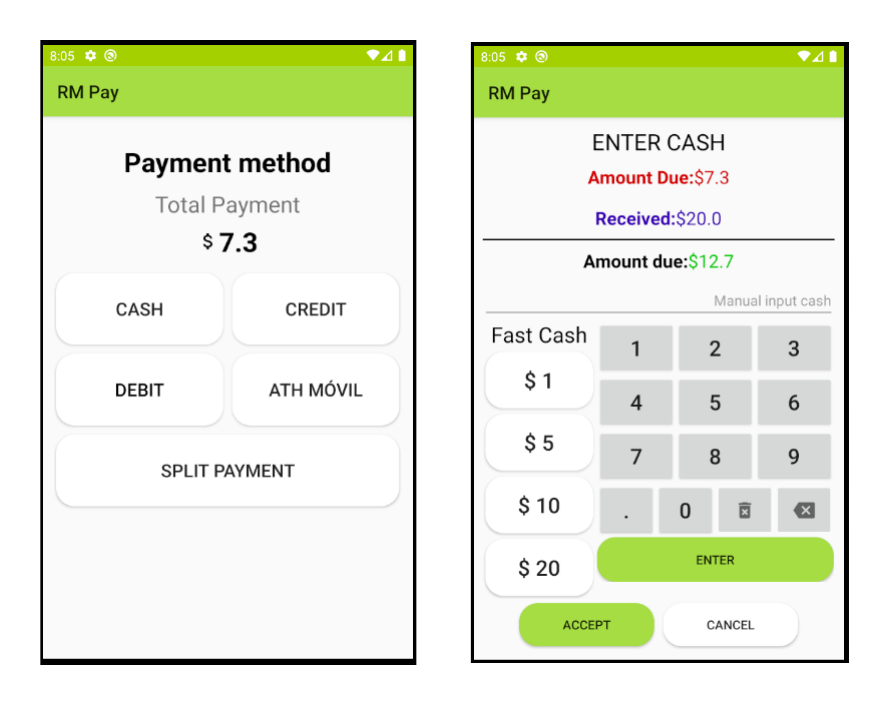 8:05
RM Pay
Payment method
Total Payment
$ 7.3
CASH
CREDIT
DEBIT
ATH MÓVIL
SPLIT PAYMENT
8:05
RM Pay
ENTER CASH
Amount Due:$7.3
Received:$20.0
Amount due:$12.7
Manual input cash
Fast Cash
$ 1
$ 5
$ 10
$ 20
1 2 3
4 5 6
7 8 9
. 0
ENTER
ACCEPT
CANCEL